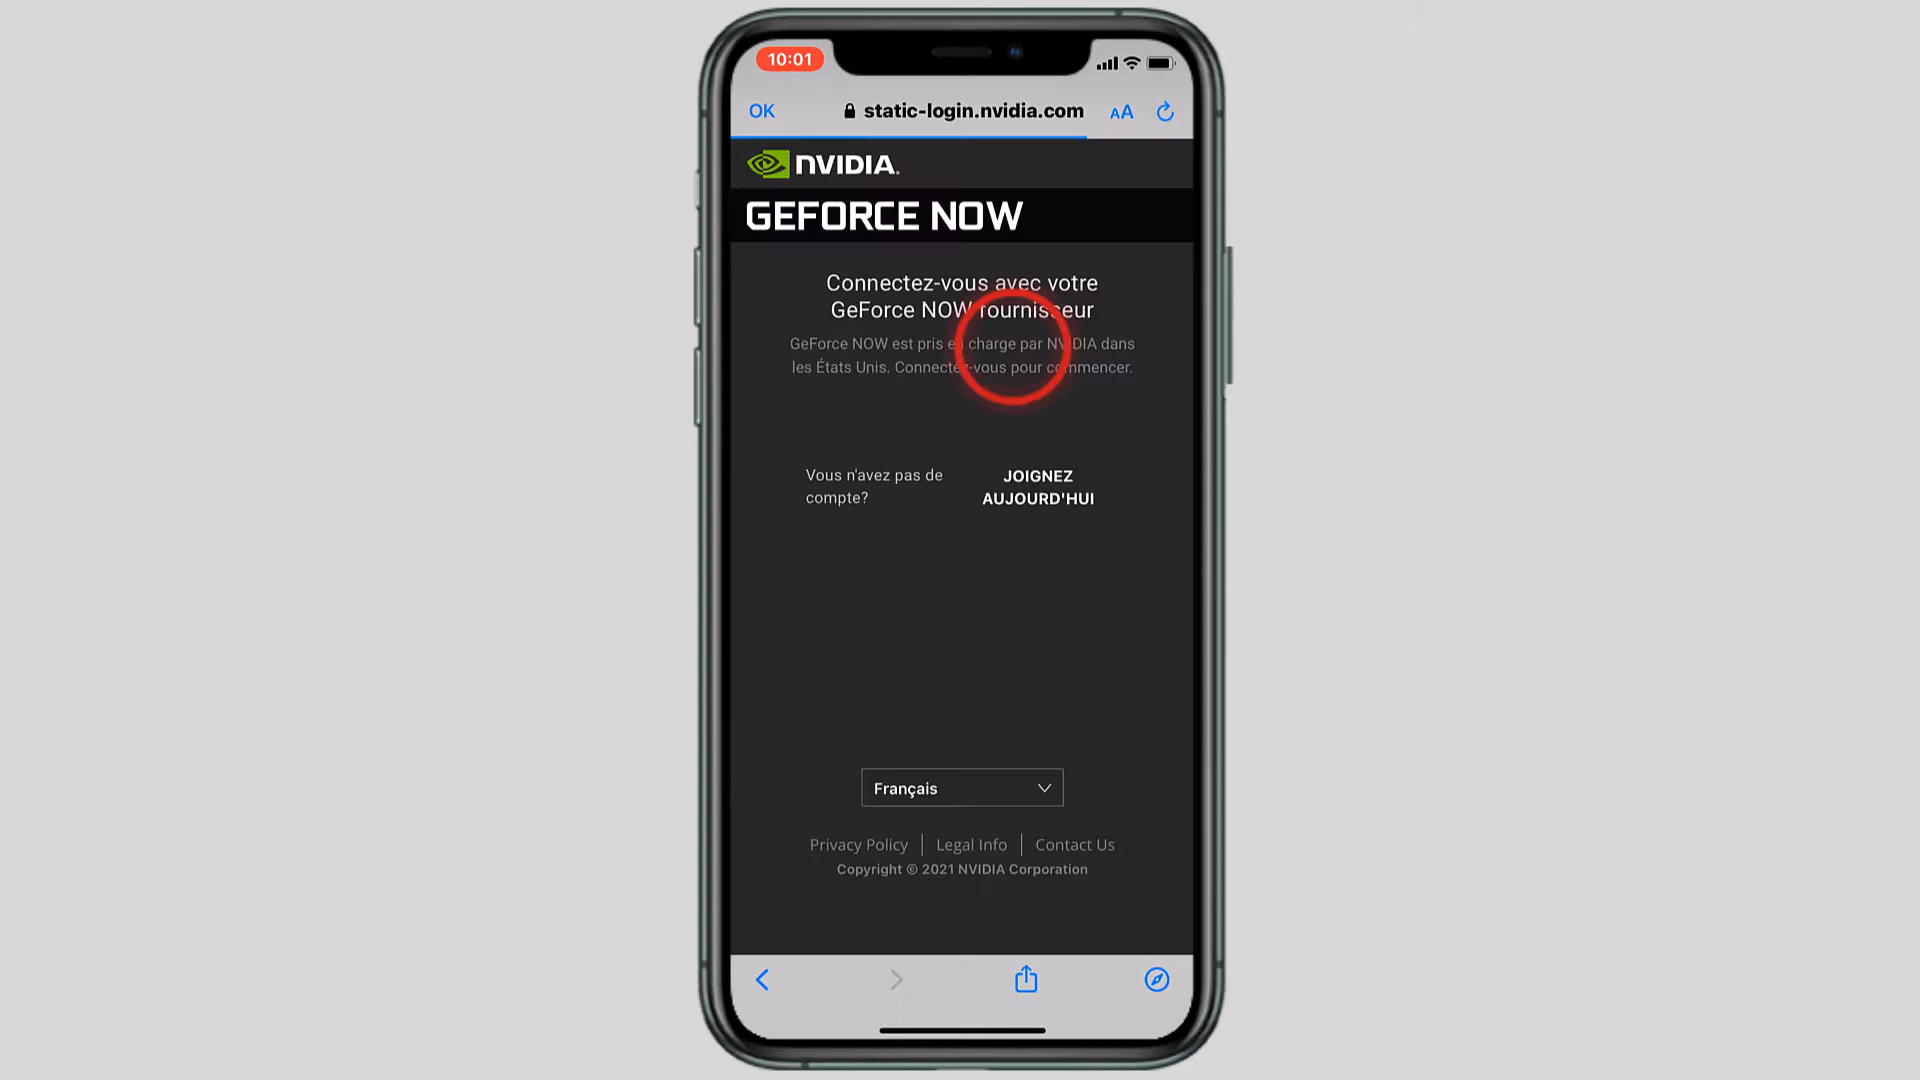 10:01
OK
static-login.nvidia.com
AA
NVIDIA.
GEFORCE NOW
Connectez-vous avec votre
GeForce NOW fournisseur
GeForce NOW est pris en charge par NVIDIA dans
les États Unis. Connectez-vous pour commencer.
Vous n'avez pas de
compte?
JOIGNEZ
AUJOURD'HUI
Français
Privacy Policy | Legal Info | Contact Us
Copyright © 2021 NVIDIA Corporation